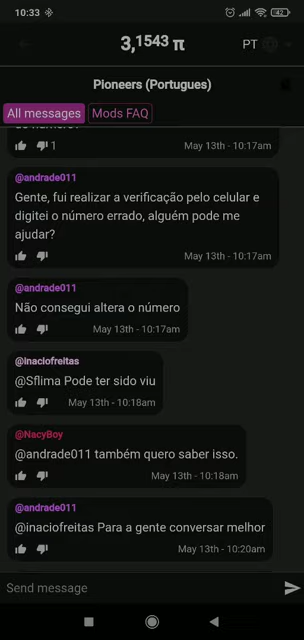 10:33
42
3,1543 π
PT
Pioneers (Portugues)
All messages
Mods FAQ
1
May 13th - 10:17am
@andrade011
Gente, fui realizar a verificação pelo celular e
digitei o número errado, alguém pode me
ajudar?
May 13th - 10:17am
@andrade011
Não consegui altera o número
May 13th - 10:17am
@inaciofreitas
@Sflima Pode ter sido viu
May 13th - 10:18am
@NacyBoy
@andrade011 também quero saber isso.
May 13th - 10:18am
@andrade011
@inaciofreitas Para a gente conversar melhor
May 13th - 10:20am
Send message